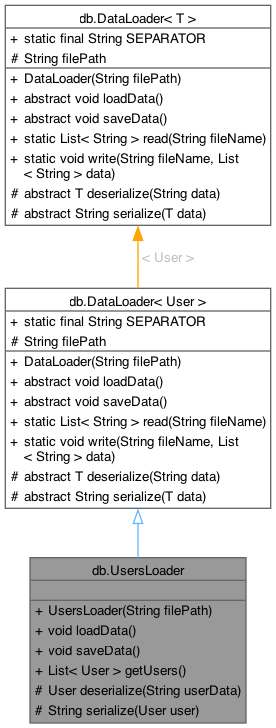 db.DataLoader< T >
+ static final String SEPARATOR
# String filePath
+ DataLoader(String filePath)
+ abstract void loadData()
+ abstract void saveData()
+ static List< String > read(String fileName)
+ static void write(String fileName, List
< String > data)
# abstract T deserialize(String data)
# abstract String serialize(T data)
< User >
db.DataLoader< User >
+ static final String SEPARATOR
# String filePath
+ DataLoader(String filePath)
+ abstract void loadData()
+ abstract void saveData()
+ static List< String > read(String fileName)
+ static void write(String fileName, List
< String > data)
# abstract T deserialize(String data)
# abstract String serialize(T data)
db.UsersLoader
+ UsersLoader(String filePath)
+ void loadData()
+ void saveData()
+ List< User > getUsers()
# User deserialize(String userData)
# String serialize(User user)